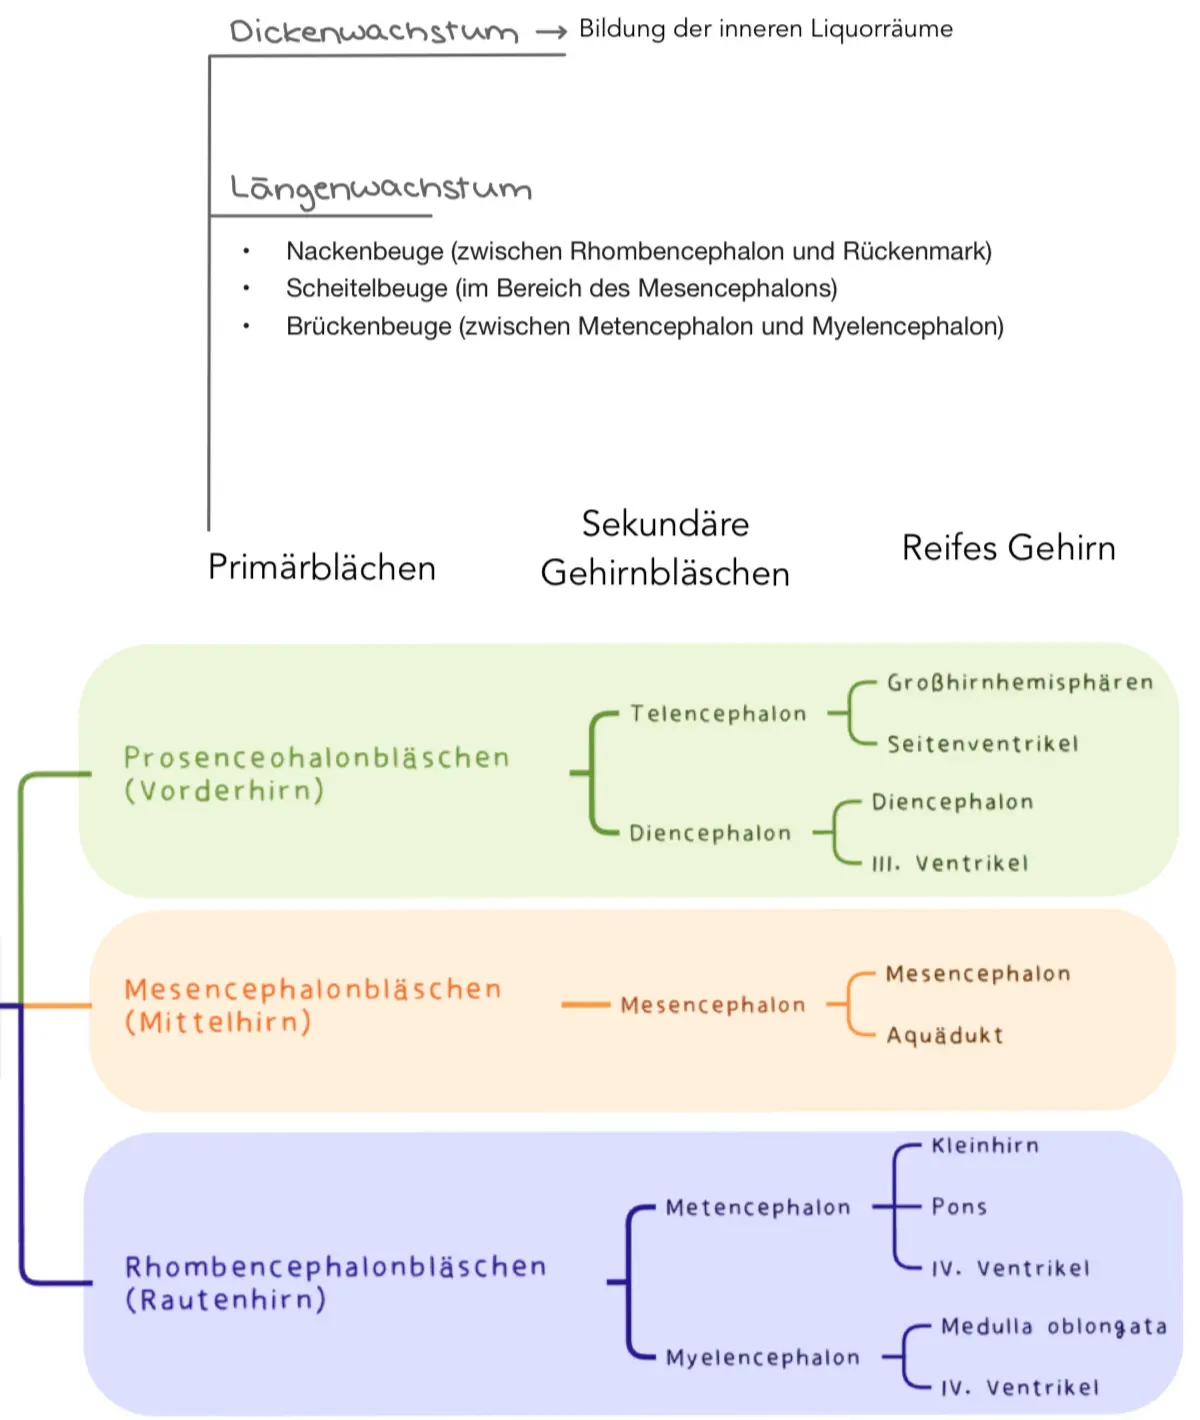 Dickenwachstum → Bildung der inneren Liquorräume
Längenwachstum
• Nackenbeuge (zwischen Rhombencephalon und Rückenmark)
• Scheitelbeuge (im Bereich des Mesencephalons)
• Brückenbeuge (zwischen Metencephalon und Myelencephalon)
Primärblächen
Sekundäre
Gehirnbläschen
Reifes Gehirn
Prosenceohalonbläschen
(Vorderhirn)
Telencephalon
Großhirnhemisphären
Seitenventrikel
Diencephalon
Diencephalon
III. Ventrikel
Mesencephalonbläschen
(Mittelhirn)
Mesencephalon
Mesencephalon
Aquädukt
Rhombencephalonbläschen
(Rautenhirn)
Metencephalon
Kleinhirn
Pons
IV. Ventrikel
Myelencephalon
Medulla oblongata
IV. Ventrikel